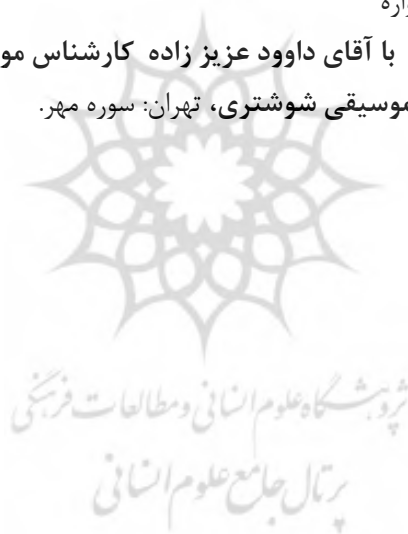 واره
با آقای داوود عزیز زاده کارشناس مو
موسیقی شوشتری، تهران: سوره مهر.
پژوهشگاه علوم انسانی و مطالعات فرهنگی
پرتال جامع علوم انسانی